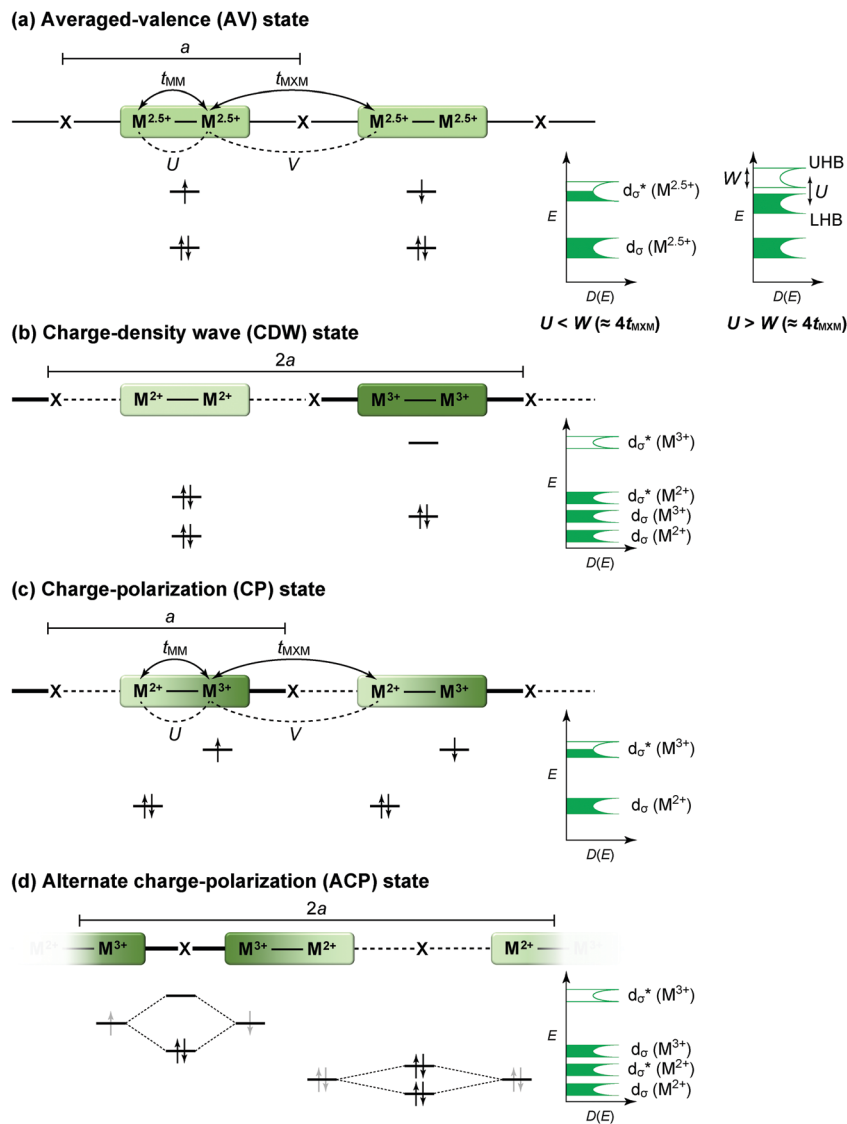 (a) Averaged-valence (AV) state
a
tMM tMXM
X M2.5+ M2.5+ X M2.5+ M2.5+ X
U V
E W E
UHB
dσ* (M2.5+)
U
LHB
dσ (M2.5+)
D(E) D(E)
U < W (≈ 4tMXM) U > W (≈ 4tMXM)
(b) Charge-density wave (CDW) state
2a
X M2+ M2+ X M3+ M3+ X
dσ* (M3+)
E
dσ* (M2+)
dσ (M3+)
dσ (M2+)
D(E)
(c) Charge-polarization (CP) state
a
tMM tMXM
X M2+ M3+ X M2+ M3+ X
U V
dσ* (M3+)
E
dσ (M2+)
D(E)
(d) Alternate charge-polarization (ACP) state
2a
M2+ M3+ X M3+ M2+ X M2+ M2+
dσ* (M3+)
E
dσ (M3+)
dσ* (M2+)
dσ (M2+)
D(E)